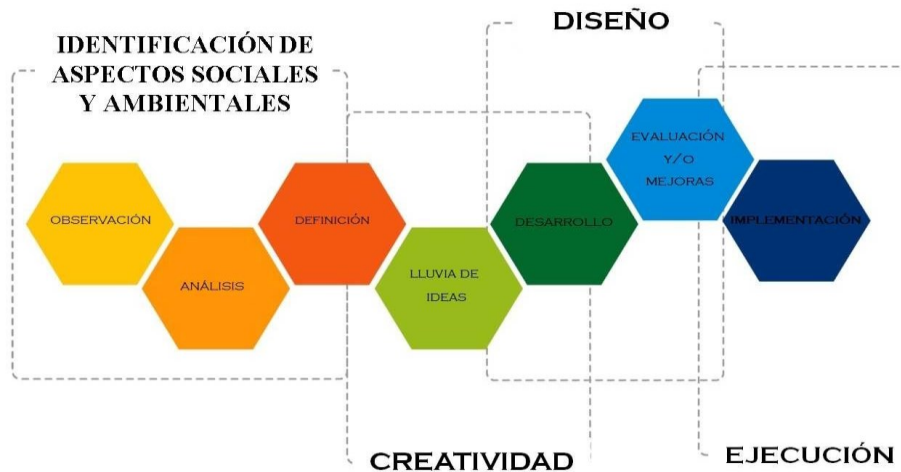 DISEÑO
IDENTIFICACIÓN DE
ASPECTOS SOCIALES
Y AMBIENTALES
OBSERVACIÓN
ANÁLISIS
DEFINICIÓN
LLUVIA DE
IDEAS
DESARROLLO
EVALUACIÓN
Y/O
MEJORAS
IMPLEMENTACIÓN
CREATIVIDAD
EJECUCIÓN